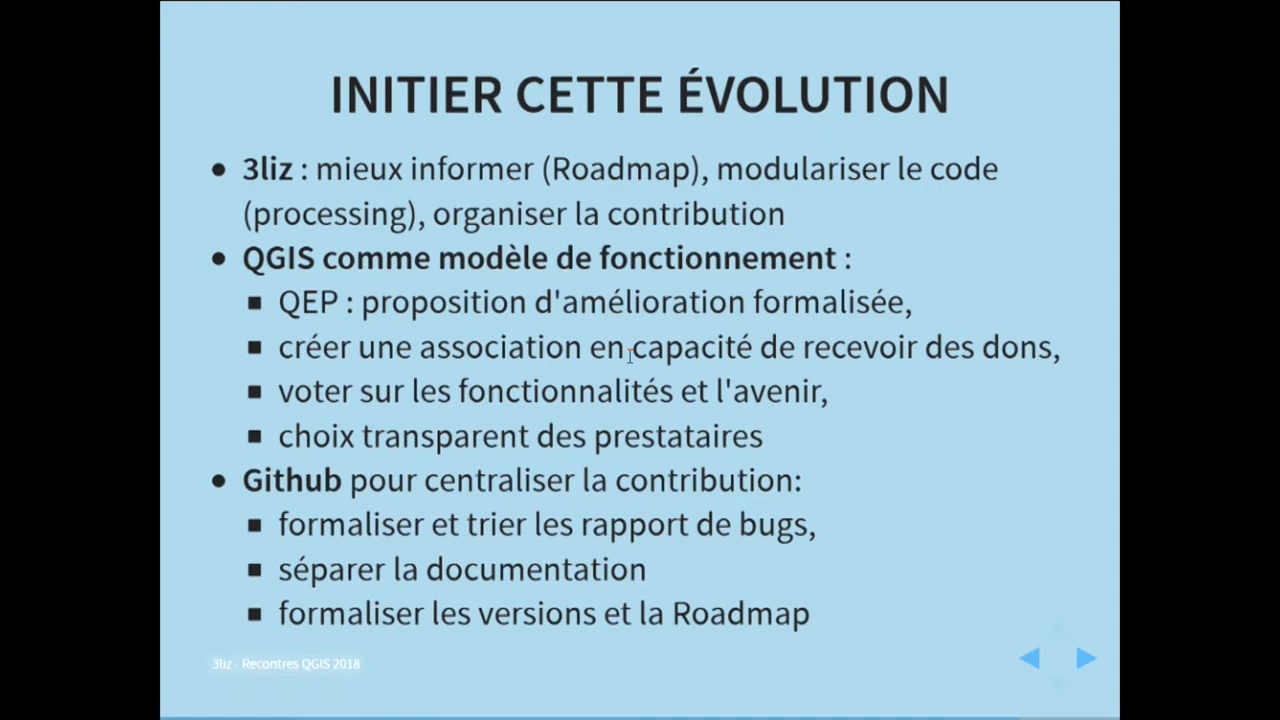 INITIER CETTE ÉVOLUTION
3liz : mieux informer (Roadmap), modulariser le code
(processing), organiser la contribution
QGIS comme modèle de fonctionnement :
QEP : proposition d'amélioration formalisée,
créer une association en capacité de recevoir des dons,
voter sur les fonctionnalités et l'avenir,
choix transparent des prestataires
Github pour centraliser la contribution:
formaliser et trier les rapport de bugs,
séparer la documentation
formaliser les versions et la Roadmap
3liz - Recontres QGIS 2018